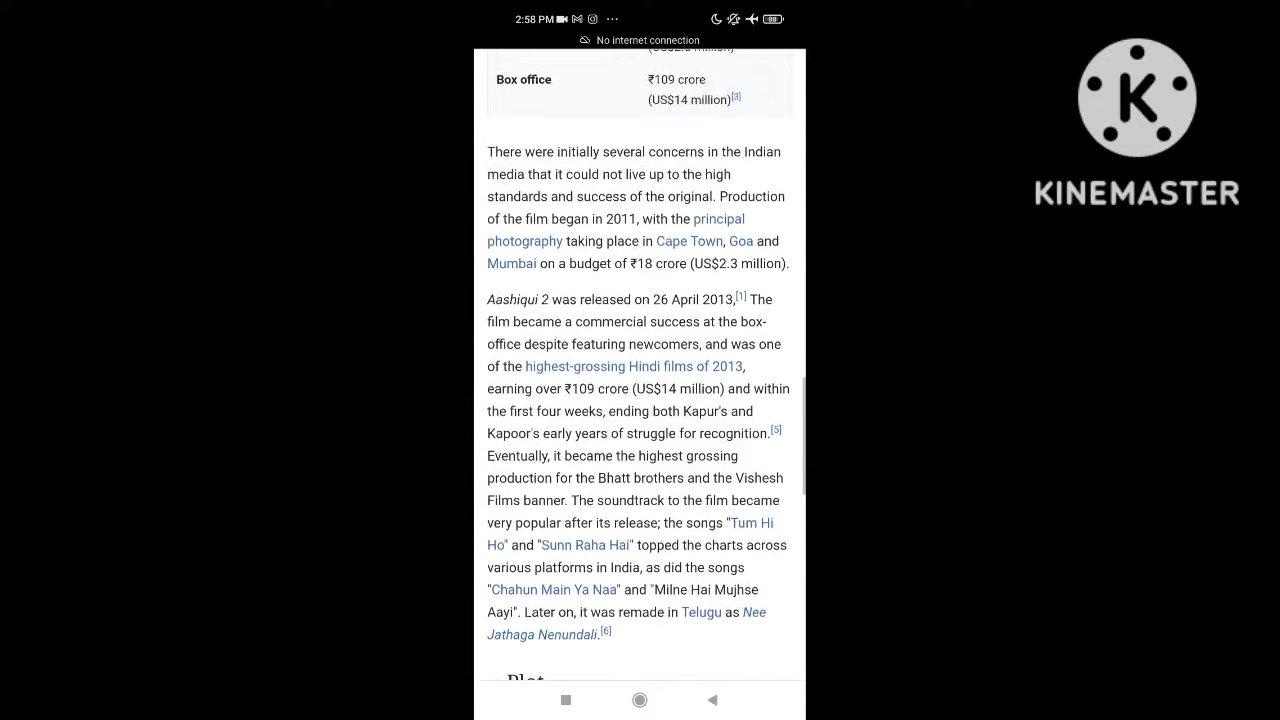 2:58 PM
88
No internet connection
(US$2.3 million)
Box office
₹109 crore
(US$14 million)[3]
There were initially several concerns in the Indian
media that it could not live up to the high
standards and success of the original. Production
of the film began in 2011, with the principal
photography taking place in Cape Town, Goa and
Mumbai on a budget of ₹18 crore (US$2.3 million).
Aashiqui 2 was released on 26 April 2013,[1] The
film became a commercial success at the box-
office despite featuring newcomers, and was one
of the highest-grossing Hindi films of 2013,
earning over ₹109 crore (US$14 million) and within
the first four weeks, ending both Kapur's and
Kapoor's early years of struggle for recognition.[5]
Eventually, it became the highest grossing
production for the Bhatt brothers and the Vishesh
Films banner. The soundtrack to the film became
very popular after its release; the songs "Tum Hi
Ho" and "Sunn Raha Hai" topped the charts across
various platforms in India, as did the songs
"Chahun Main Ya Naa" and "Milne Hai Mujhse
Aayi". Later on, it was remade in Telugu as Nee
Jathaga Nenundali.[6]
Plot
K
KINEMASTER